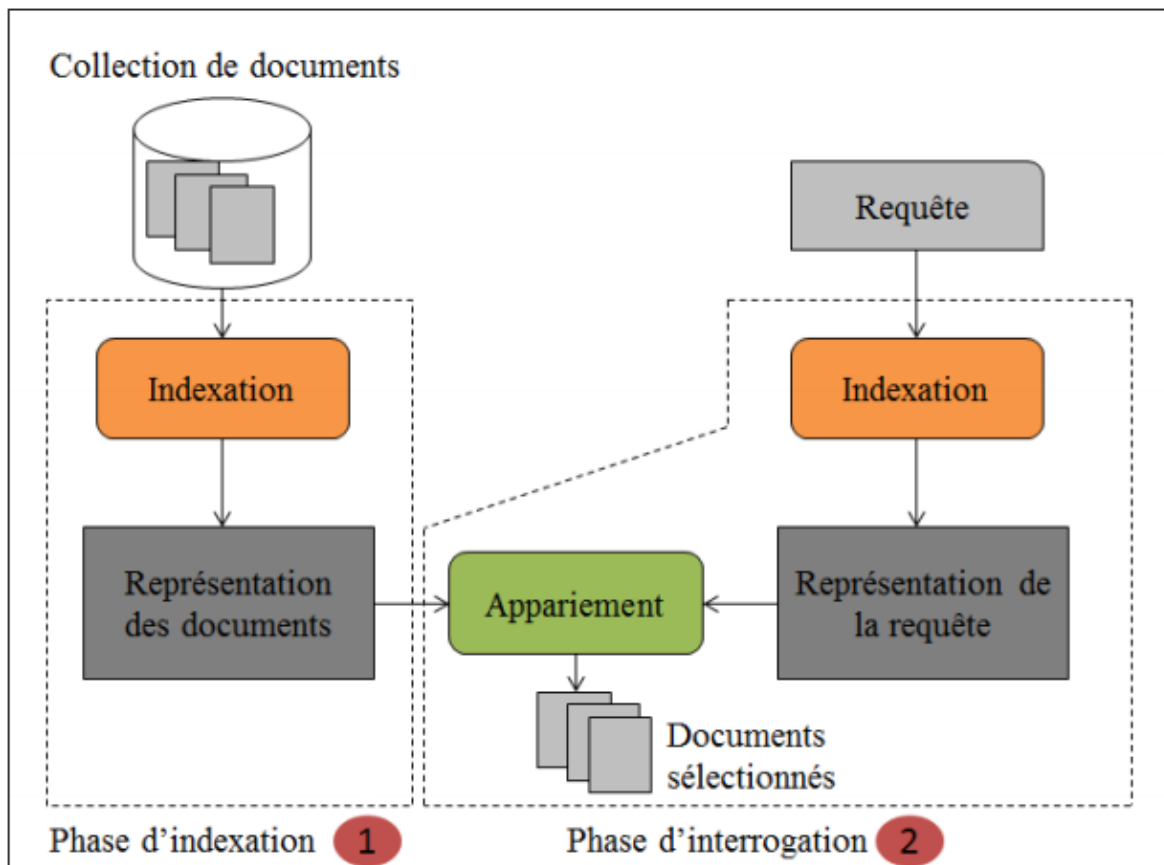 Collection de documents
Requête
Indexation
Indexation
Représentation
des documents
Appariement
Représentation de
la requête
Documents
sélectionnés
Phase d'indexation 1
Phase d'interrogation 2